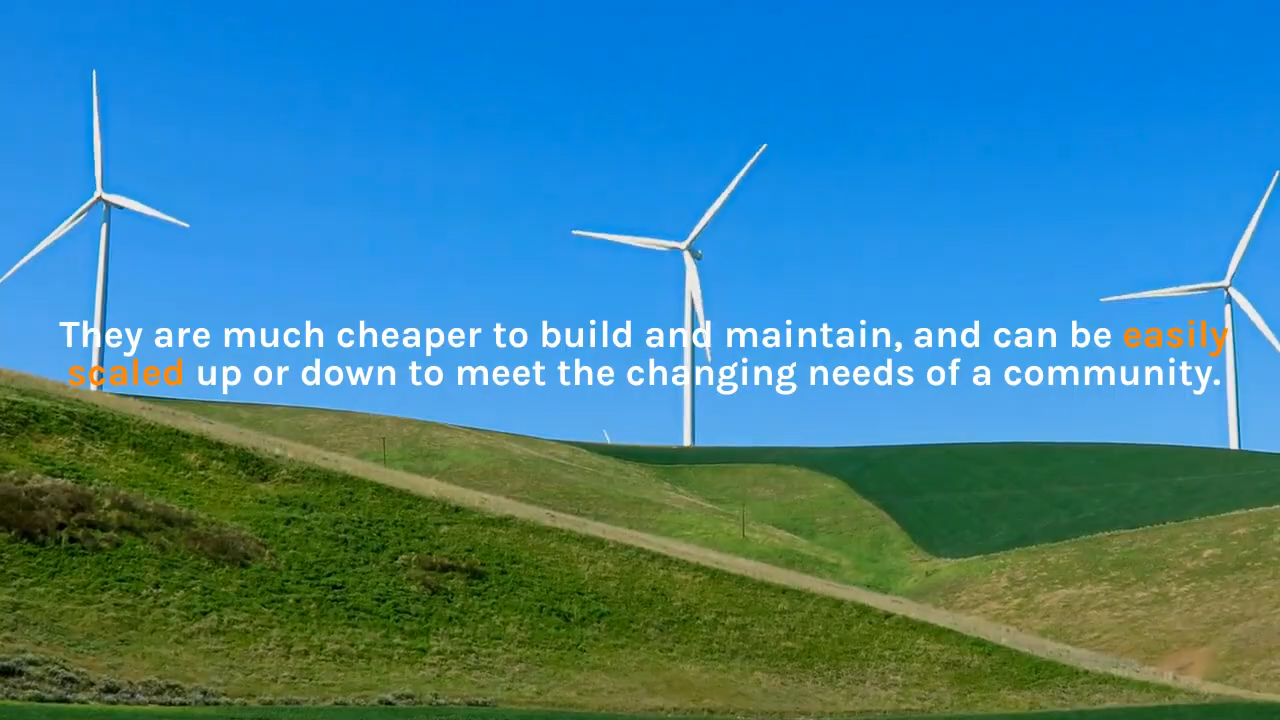 They are much cheaper to build and maintain, and can be easily
scaled up or down to meet the changing needs of a community.